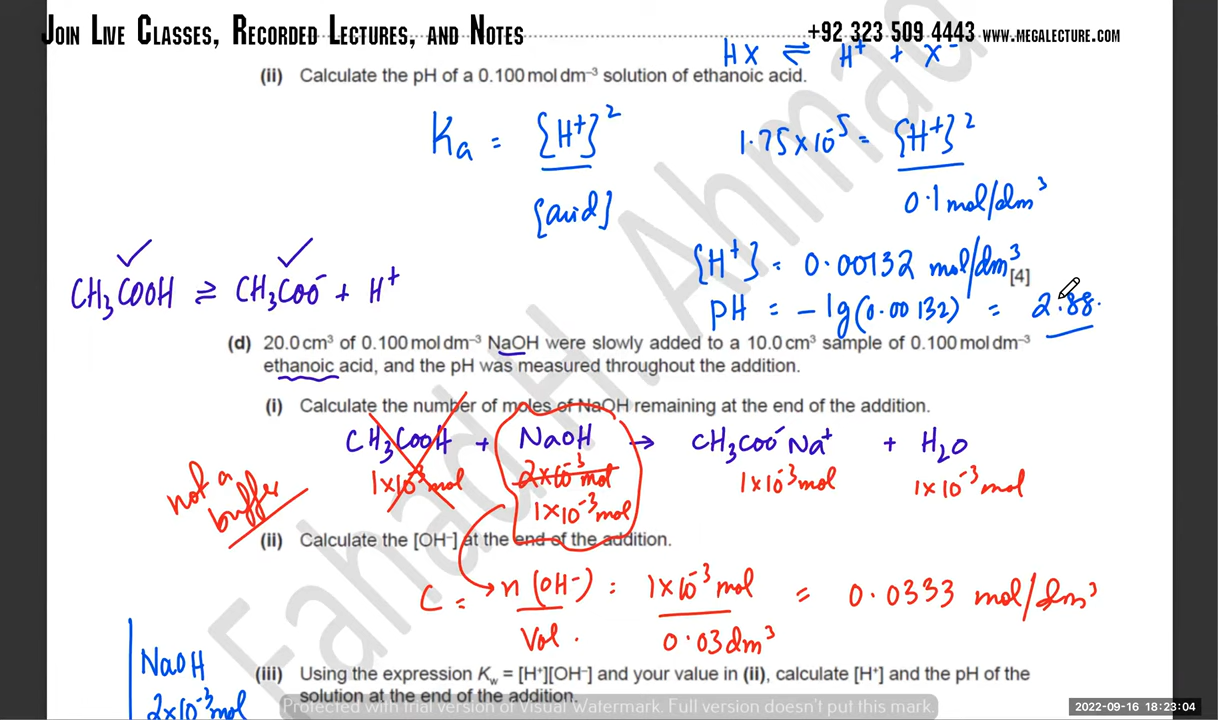 JOIN LIVE CLASSES, RECORDED LECTURES, AND NOTES +92 323 509 4443 WWW.MEGALECTURE.COM
HX ⇌ H⁺ + X⁻
(ii) Calculate the pH of a 0.100 mol dm⁻³ solution of ethanoic acid.
Ka = [H⁺]² / [acid]
1.75×10⁻⁵ = [H⁺]² / 0.1 mol/dm³
[H⁺] = 0.00132 mol/dm³
[4]
pH = −lg(0.00132) = 2.88.
CH₃COOH ⇌ CH₃COO⁻ + H⁺
(d) 20.0 cm³ of 0.100 mol dm⁻³ NaOH were slowly added to a 10.0 cm³ sample of 0.100 mol dm⁻³
ethanoic acid, and the pH was measured throughout the addition.
(i) Calculate the number of moles of NaOH remaining at the end of the addition.
CH₃COOH + NaOH → CH₃COO⁻Na⁺ + H₂O
1×10⁻³ mol 2×10⁻³ mol 1×10⁻³ mol 1×10⁻³ mol
1×10⁻³ mol
not a
buffer
(ii) Calculate the [OH⁻] at the end of the addition.
C = n(OH⁻) / Vol. = 1×10⁻³ mol / 0.03 dm³ = 0.0333 mol/dm³
NaOH
2×10⁻³ mol
(iii) Using the expression Kw = [H⁺][OH⁻] and your value in (ii), calculate [H⁺] and the pH of the
solution at the end of the addition.
Protected with trial version of Visual Watermark. Full version doesn't put this mark.
2022-09-16 18:23:04
Fahad H. Ahmad